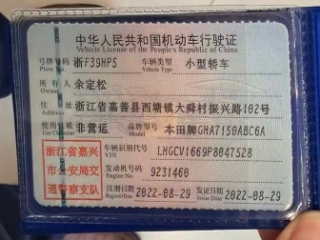 中华人民共和国机动车行驶证
Vehicle License of the People's Republic of China
号牌号码 浙F39HP5 车辆类型 小型轿车
Plate No. Vehicle Type
所有人 余定松
Owner
住址 浙江省嘉善县西塘镇大舜村振兴路102号
Address
使用性质 非营运 品牌型号 本田牌GHA7150ABC6A
浙江省嘉兴
市公安局交
通警察支队
车辆识别代号 LHGCV1669P8047528
VIN
发动机号码 9231460
Engine No.
注册日期 2022-08-29 发证日期 2022-08-29